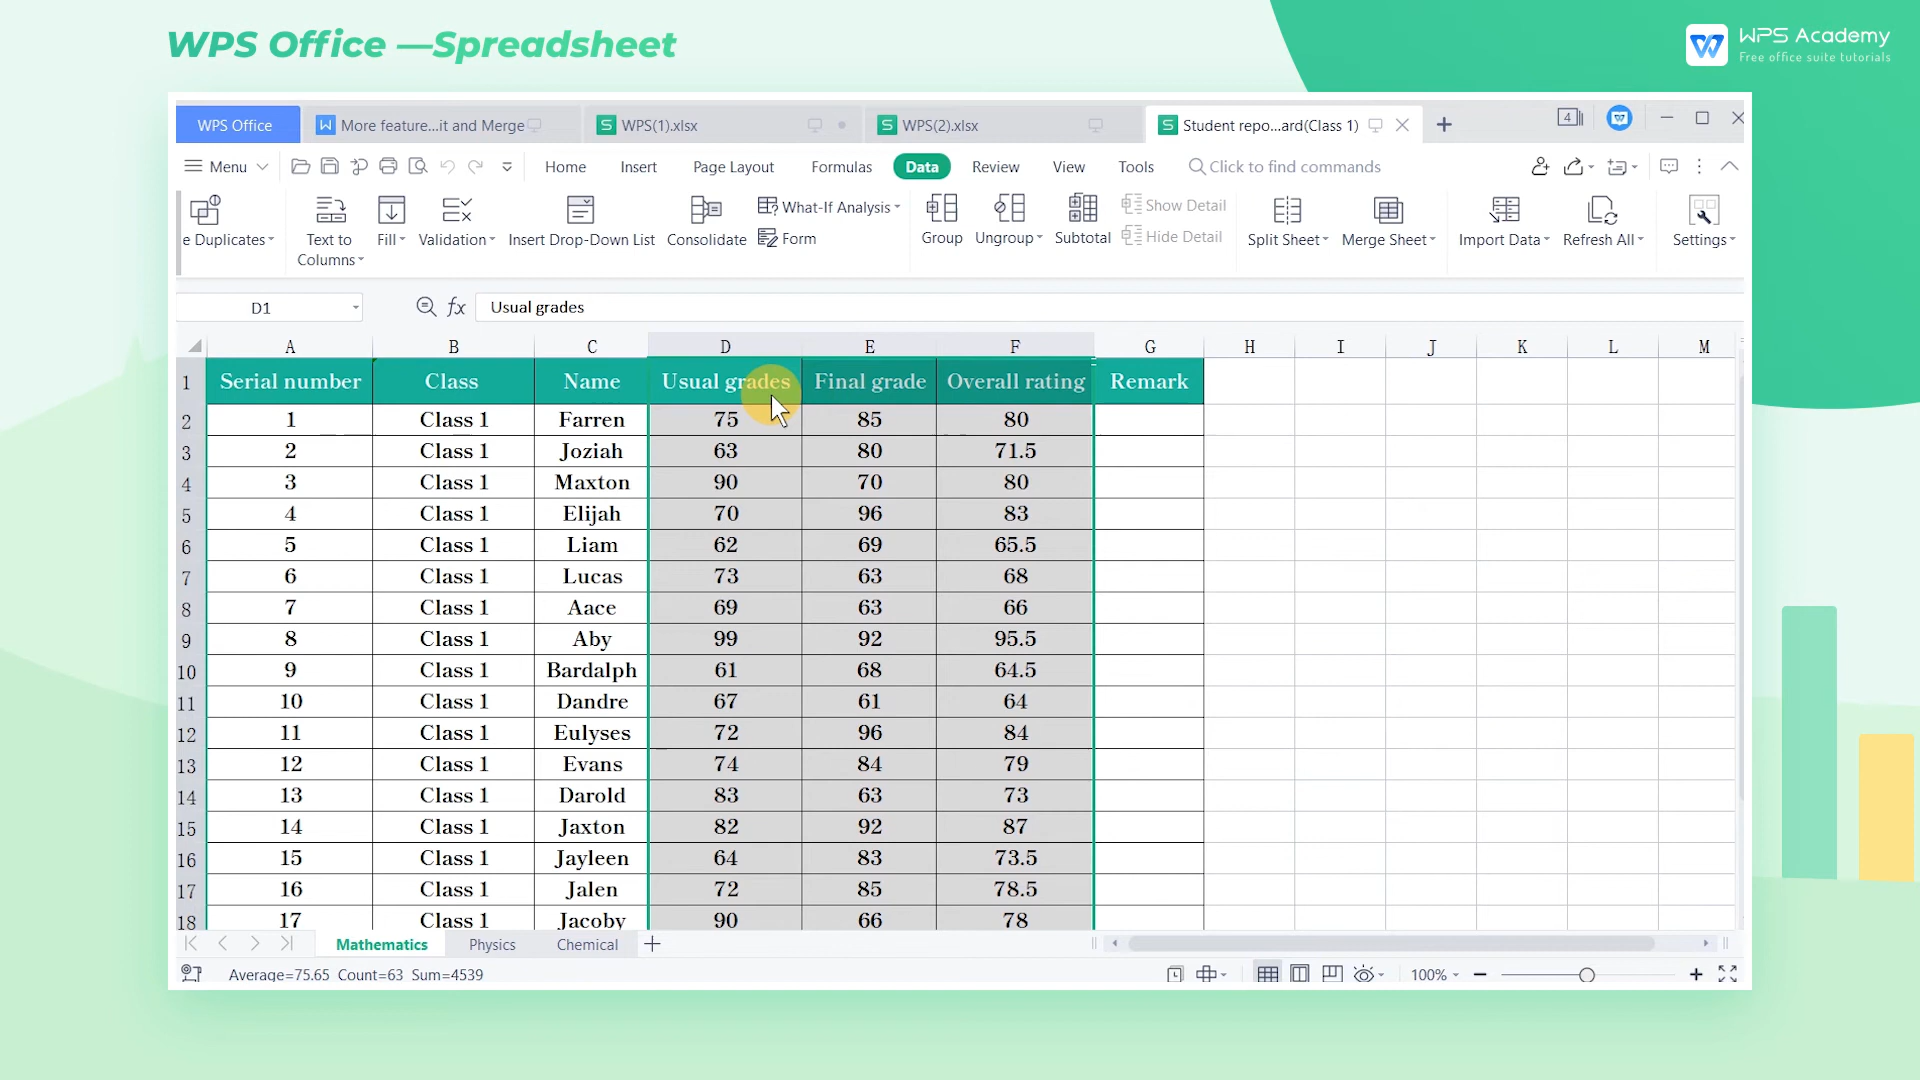 WPS Office —Spreadsheet
WPS Academy
Free office suite tutorials
WPS Office More feature...it and Merge WPS(1).xlsx WPS(2).xlsx Student repo...ard(Class 1) 4
Menu Home Insert Page Layout Formulas Data Review View Tools Click to find commands
e Duplicates Text to Columns Fill Validation Insert Drop-Down List Consolidate What-If Analysis Form Group Ungroup Subtotal Show Detail Hide Detail Split Sheet Merge Sheet Import Data Refresh All Settings
D1 fx Usual grades
A B C D E F G H I J K L M
1 Serial number Class Name Usual grades Final grade Overall rating Remark
2 1 Class 1 Farren 75 85 80
3 2 Class 1 Joziah 63 80 71.5
4 3 Class 1 Maxton 90 70 80
5 4 Class 1 Elijah 70 96 83
6 5 Class 1 Liam 62 69 65.5
7 6 Class 1 Lucas 73 63 68
8 7 Class 1 Aace 69 63 66
9 8 Class 1 Aby 99 92 95.5
10 9 Class 1 Bardalph 61 68 64.5
11 10 Class 1 Dandre 67 61 64
12 11 Class 1 Eulyses 72 96 84
13 12 Class 1 Evans 74 84 79
14 13 Class 1 Darold 83 63 73
15 14 Class 1 Jaxton 82 92 87
16 15 Class 1 Jayleen 64 83 73.5
17 16 Class 1 Jalen 72 85 78.5
18 17 Class 1 Jacoby 90 66 78
Mathematics Physics Chemical
Average=75.65 Count=63 Sum=4539 100%